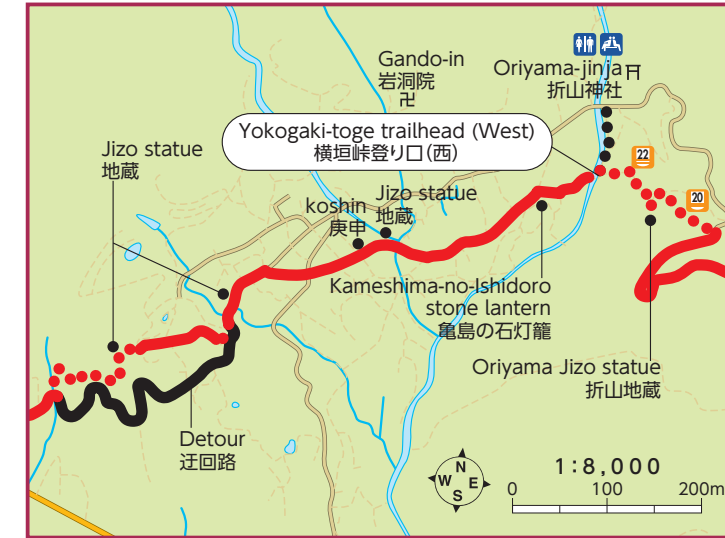 Gando-in
岩洞院
卍
Oriyama-jinja
折山神社
Yokogaki-toge trailhead (West)
横垣峠登り口(西)
Jizo statue
地蔵
22
20
koshin
庚申
Jizo statue
地蔵
Kameshima-no-Ishidoro
stone lantern
亀島の石灯籠
Oriyama Jizo statue
折山地蔵
Detour
迂回路
N
W E
S
1:8,000
0 100 200m